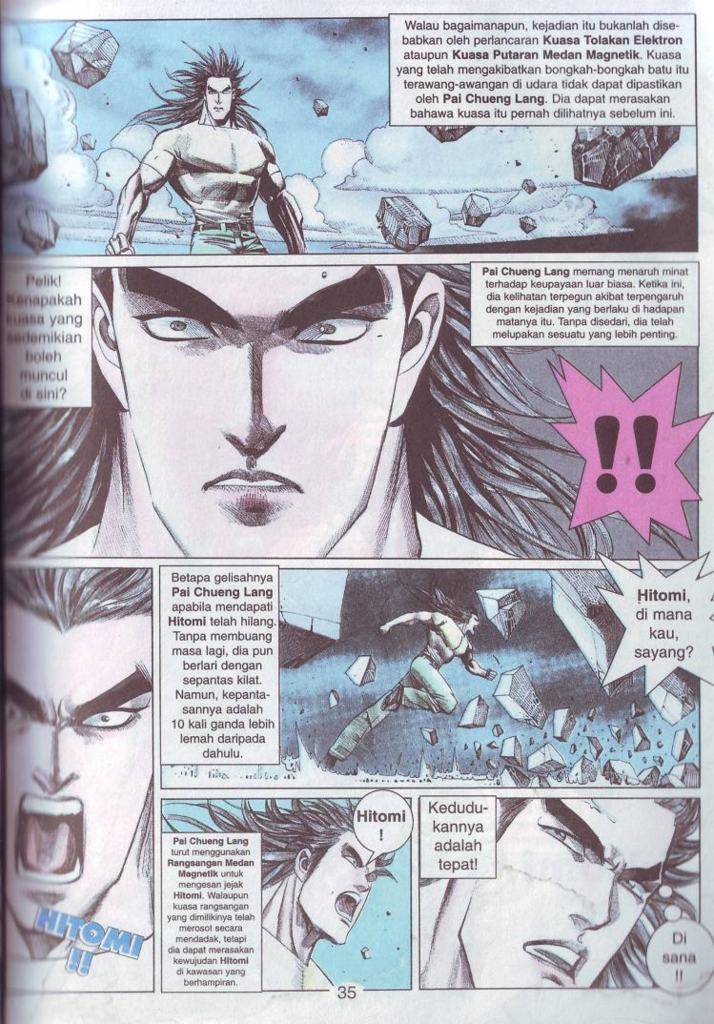 Walau bagaimanapun, kejadian itu bukanlah dise-
babkan oleh perlancaran Kuasa Tolakan Elektron
ataupun Kuasa Putaran Medan Magnetik. Kuasa
yang telah mengakibatkan bongkah-bongkah batu itu
terawang-awangan di udara tidak dapat dipastikan
oleh Pai Chueng Lang. Dia dapat merasakan
bahawa kuasa itu pernah dilihatnya sebelum ini.
Pelik!
Kenapakah
kuasa yang
sedemikian
boleh
muncul
di sini?
Pai Chueng Lang memang menaruh minat
terhadap keupayaan luar biasa. Ketika ini,
dia kelihatan terpegun akibat terpengaruh
dengan kejadian yang berlaku di hadapan
matanya itu. Tanpa disedari, dia telah
melupakan sesuatu yang lebih penting.
!!
HITOMI
!!
Betapa gelisahnya
Pai Chueng Lang
apabila mendapati
Hitomi telah hilang.
Tanpa membuang
masa lagi, dia pun
berlari dengan
sepantas kilat.
Namun, kepanta-
sannya adalah
10 kali ganda lebih
lemah daripada
dahulu.
Hitomi,
di mana
kau,
sayang?
Pai Chueng Lang
turut menggunakan
Rangsangan Medan
Magnetik untuk
mengesan jejak
Hitomi. Walaupun
kuasa rangsangan
yang dimilikinya telah
merosot secara
mendadak, tetapi
dia dapat merasakan
kewujudan Hitomi
di kawasan yang
berhampiran.
Hitomi
!
Kedudu-
kannya
adalah
tepat!
Di
sana
!!
35